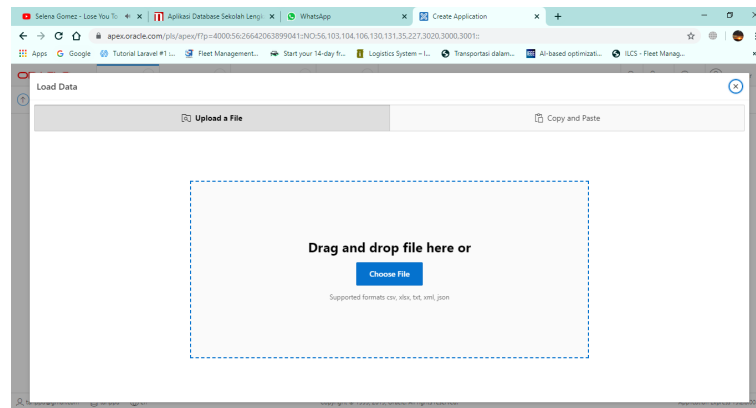 Selena Gomez - Lose You To
Aplikasi Database Sekolah Lengk
WhatsApp
Create Application
apex.oracle.com/pls/apex/f?p=4000:56:26642063899041::NO:56,103,104,106,130,131,35,227,3020,3000,3001::
Apps
Google
Tutorial Laravel #1 :...
Fleet Management...
Start your 14-day fr...
Logistics System – I...
Transportasi dalam...
AI-based optimizati...
ILCS - Fleet Manag...
Load Data
Upload a File
Copy and Paste
Drag and drop file here or
Choose File
Supported formats csv, xlsx, txt, xml, json